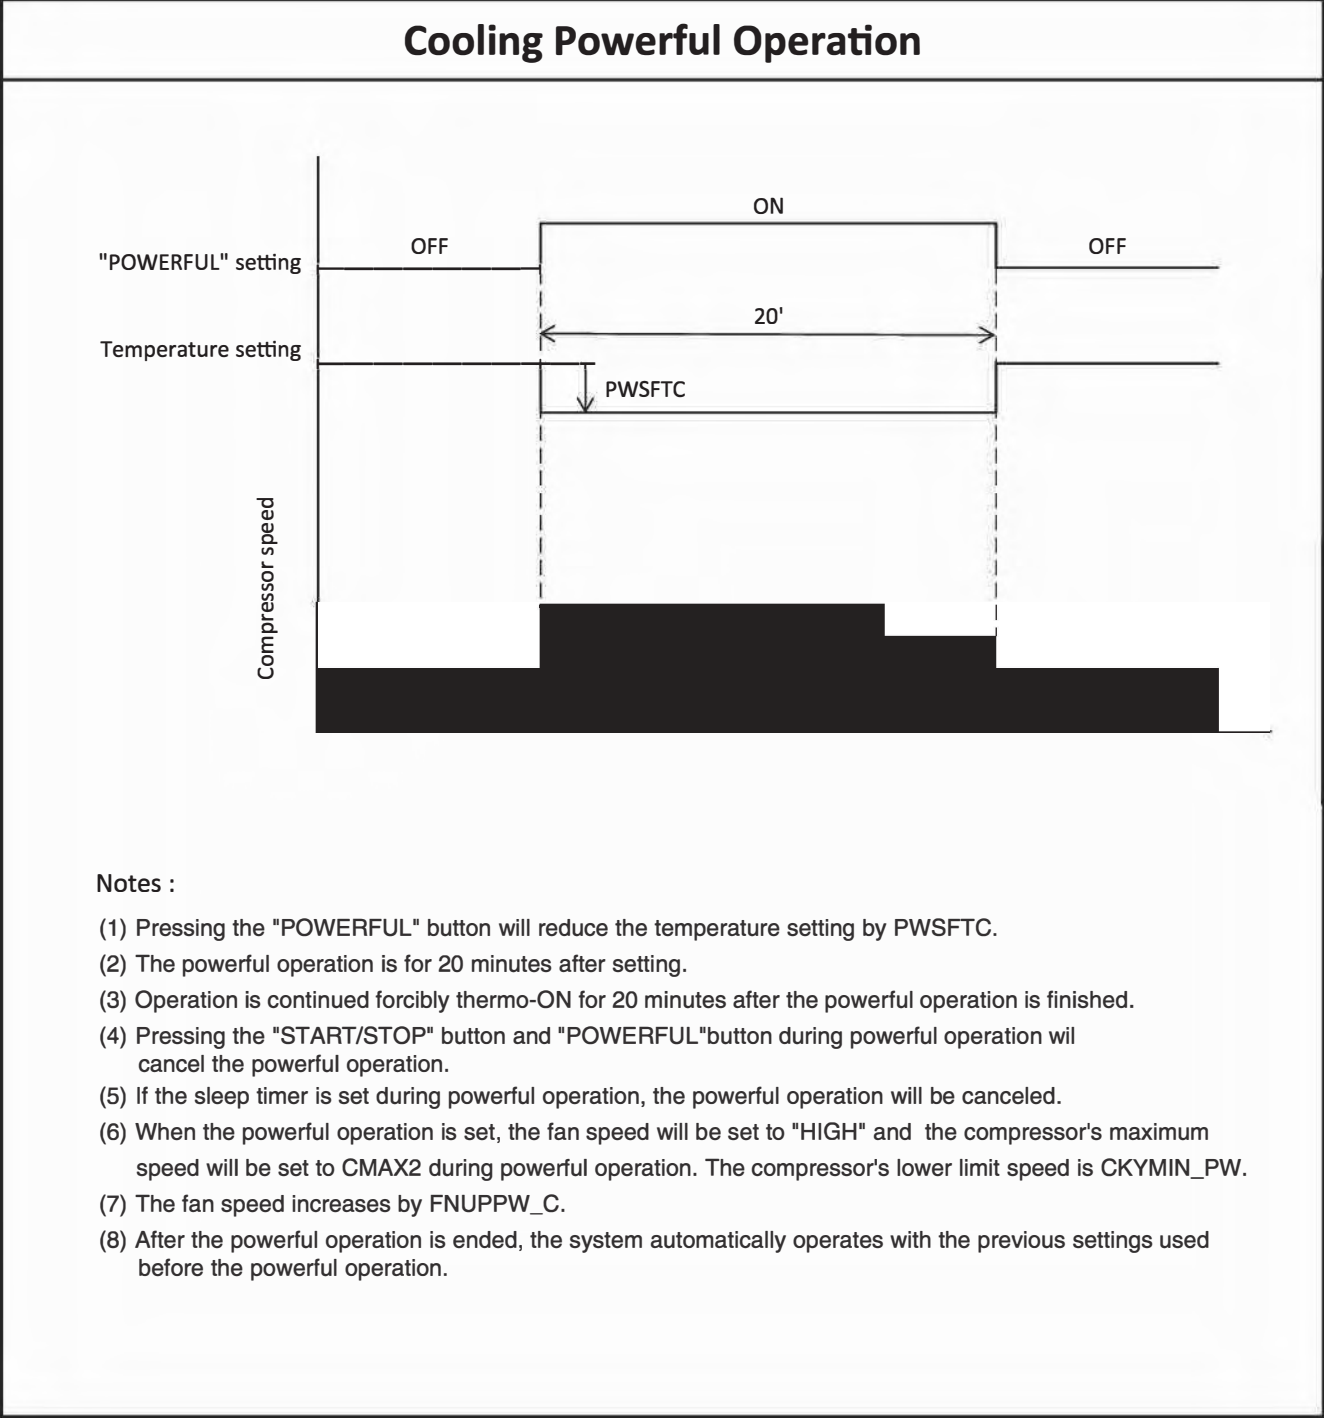 Cooling Powerful Operation
ON
OFF
OFF
"POWERFUL" setting
20'
Temperature setting
PWSFTC
Compressor speed
Notes :
(1) Pressing the "POWERFUL" button will reduce the temperature setting by PWSFTC.
(2) The powerful operation is for 20 minutes after setting.
(3) Operation is continued forcibly thermo-ON for 20 minutes after the powerful operation is finished.
(4) Pressing the "START/STOP" button and "POWERFUL"button during powerful operation wil
cancel the powerful operation.
(5) If the sleep timer is set during powerful operation, the powerful operation will be canceled.
(6) When the powerful operation is set, the fan speed will be set to "HIGH" and the compressor's maximum
speed will be set to CMAX2 during powerful operation. The compressor's lower limit speed is CKYMIN_PW.
(7) The fan speed increases by FNUPPW_C.
(8) After the powerful operation is ended, the system automatically operates with the previous settings used
before the powerful operation.